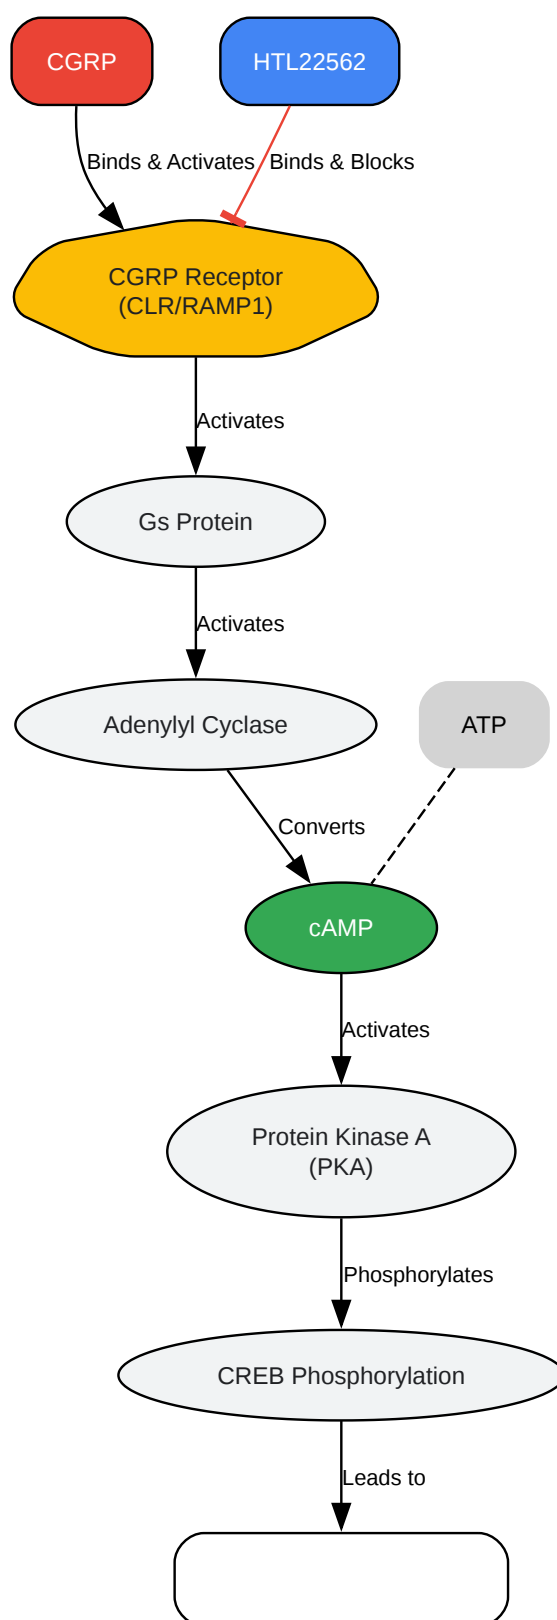 CGRP
HTL22562
Binds & Activates
Binds & Blocks
CGRP Receptor
(CLR/RAMP1)
Activates
Gs Protein
Activates
Adenylyl Cyclase
ATP
Converts
cAMP
Activates
Protein Kinase A
(PKA)
Phosphorylates
CREB Phosphorylation
Leads to